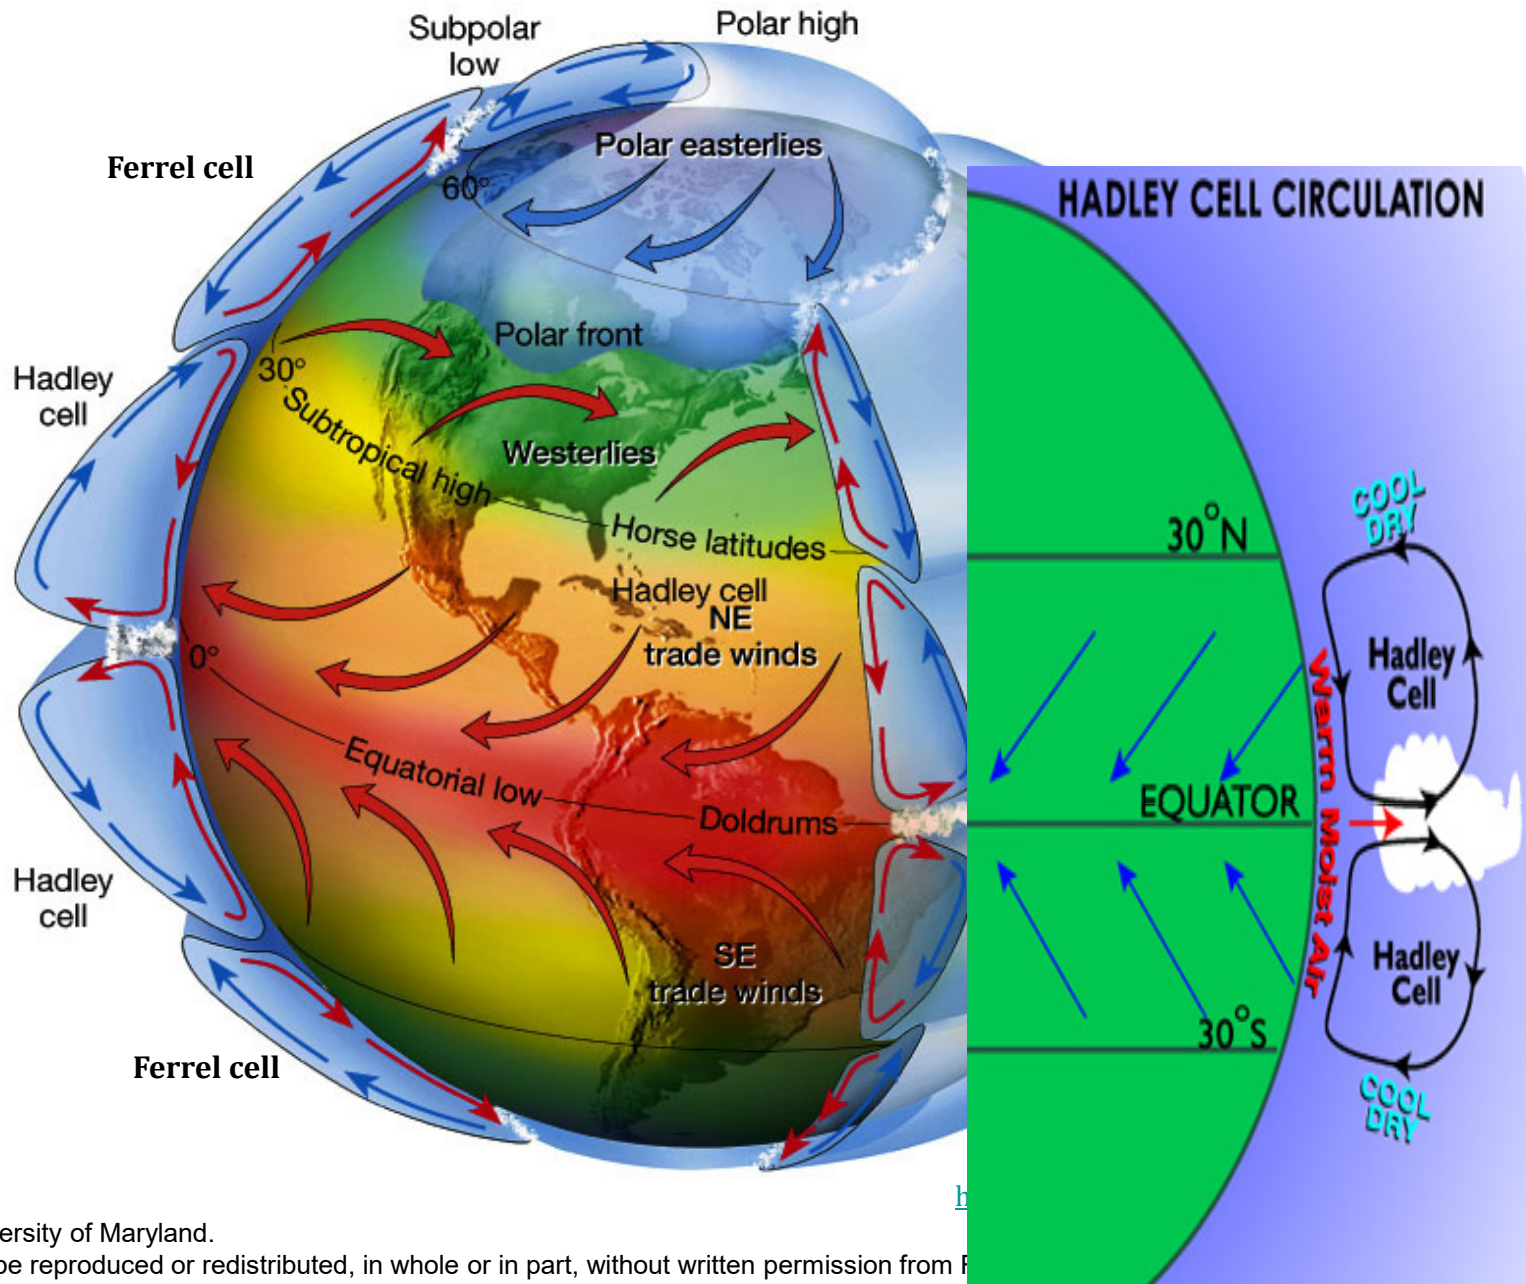 Subpolar
low
Polar high
Ferrel cell
Polar easterlies
60°
Polar front
30°
Hadley
cell
Subtropical high
Westerlies
Horse latitudes
Hadley cell
NE
trade winds
0°
Equatorial low
Doldrums
Hadley
cell
SE
trade winds
Ferrel cell
HADLEY CELL CIRCULATION
COOL
DRY
30°N
Hadley
Cell
Warm Moist Air
EQUATOR
Hadley
Cell
30°S
COOL
DRY
h
ersity of Maryland.
be reproduced or redistributed, in whole or in part, without written permission from